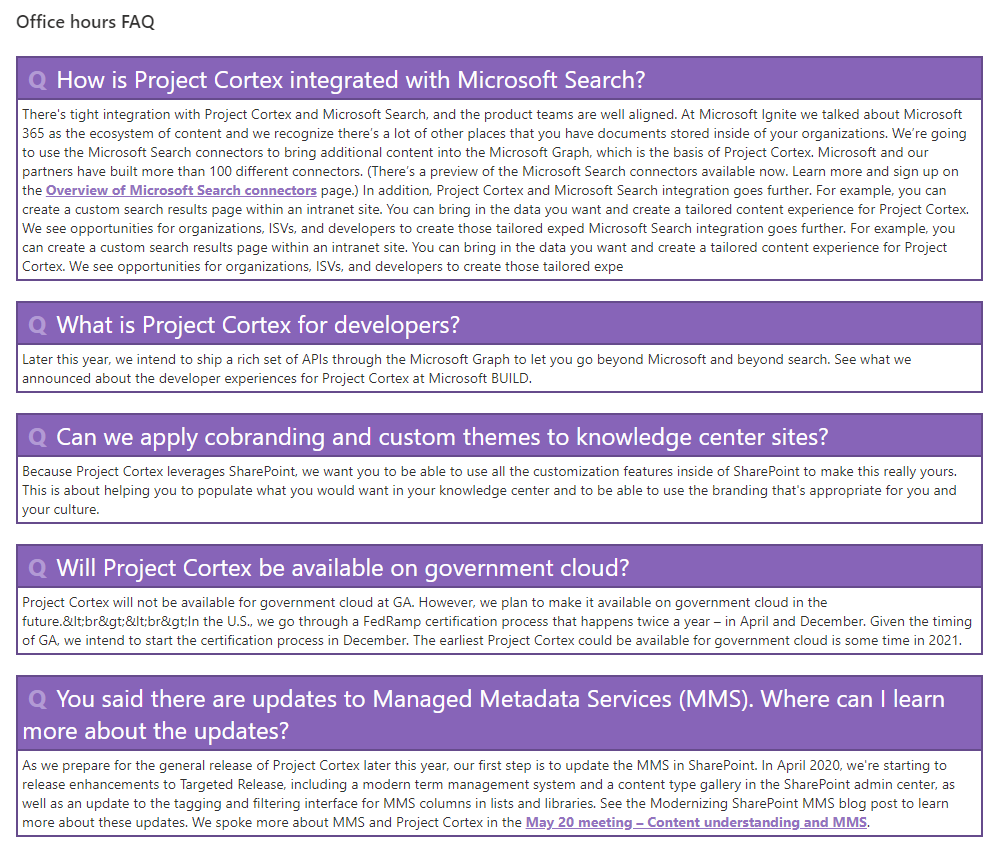 Office hours FAQ
Q How is Project Cortex integrated with Microsoft Search?
There's tight integration with Project Cortex and Microsoft Search, and the product teams are well aligned. At Microsoft Ignite we talked about Microsoft
365 as the ecosystem of content and we recognize there's a lot of other places that you have documents stored inside of your organizations. We're going
to use the Microsoft Search connectors to bring additional content into the Microsoft Graph, which is the basis of Project Cortex. Microsoft and our
partners have built more than 100 different connectors. (There's a preview of the Microsoft Search connectors available now. Learn more and sign up on
the Overview of Microsoft Search connectors page.) In addition, Project Cortex and Microsoft Search integration goes further. For example, you can
create a custom search results page within an intranet site. You can bring in the data you want and create a tailored content experience for Project Cortex.
We see opportunities for organizations, ISVs, and developers to create those tailored exped Microsoft Search integration goes further. For example, you
can create a custom search results page within an intranet site. You can bring in the data you want and create a tailored content experience for Project
Cortex. We see opportunities for organizations, ISVs, and developers to create those tailored expe
Q What is Project Cortex for developers?
Later this year, we intend to ship a rich set of APIs through the Microsoft Graph to let you go beyond Microsoft and beyond search. See what we
announced about the developer experiences for Project Cortex at Microsoft BUILD.
Q Can we apply cobranding and custom themes to knowledge center sites?
Because Project Cortex leverages SharePoint, we want you to be able to use all the customization features inside of SharePoint to make this really yours.
This is about helping you to populate what you would want in your knowledge center and to be able to use the branding that's appropriate for you and
your culture.
Q Will Project Cortex be available on government cloud?
Project Cortex will not be available for government cloud at GA. However, we plan to make it available on government cloud in the
future.&lt;br&gt;&lt;br&gt;In the U.S., we go through a FedRamp certification process that happens twice a year – in April and December. Given the timing
of GA, we intend to start the certification process in December. The earliest Project Cortex could be available for government cloud is some time in 2021.
Q You said there are updates to Managed Metadata Services (MMS). Where can I learn
more about the updates?
As we prepare for the general release of Project Cortex later this year, our first step is to update the MMS in SharePoint. In April 2020, we're starting to
release enhancements to Targeted Release, including a modern term management system and a content type gallery in the SharePoint admin center, as
well as an update to the tagging and filtering interface for MMS columns in lists and libraries. See the Modernizing SharePoint MMS blog post to learn
more about these updates. We spoke more about MMS and Project Cortex in the May 20 meeting – Content understanding and MMS.